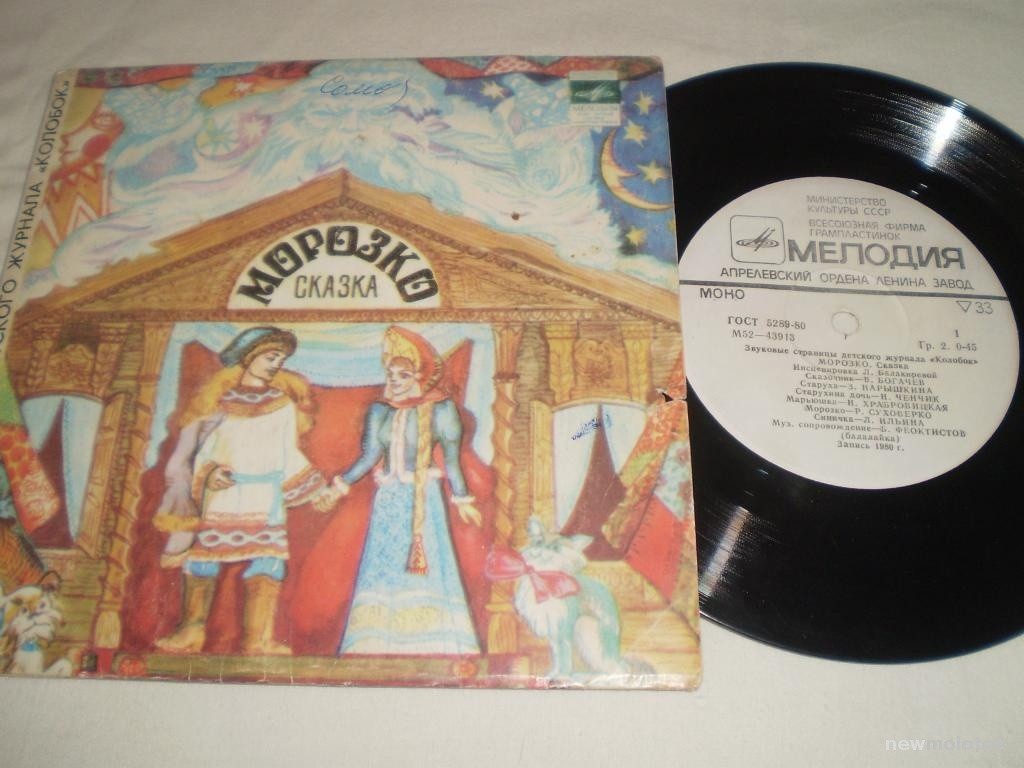 СКОГО ЖУРНАЛА «КОЛОБОК»
МЕЛОДИЯ
МОРОЗКО
СКАЗКА
МИНИСТЕРСТВО
КУЛЬТУРЫ СССР
ВСЕСОЮЗНАЯ ФИРМА
ГРАМПЛАСТИНОК
МЕЛОДИЯ
АПРЕЛЕВСКИЙ ОРДЕНА ЛЕНИНА ЗАВОД
МОНО
33
ГОСТ 5289-80
1
М52—43913
Гр. 2. 0-45
Звуковые страницы детского журнала «Колобок»
МОРОЗКО. Сказка
Инсценировка Л. Балакиревой
Сказочник—В. БОГАЧЕВ
Старуха—З. НАРЫШКИНА
Старухина дочь—Н. ЧЕНЧИК
Марьюшка—Н. ХРАБРОВИЦКАЯ
Морозко—Р. СУХОВЕРКО
Синичка—Л. ИЛЬИНА
Муз. сопровождение—Б. ФЕОКТИСТОВ
(балалайка)
Запись 1980 г.
newmolot